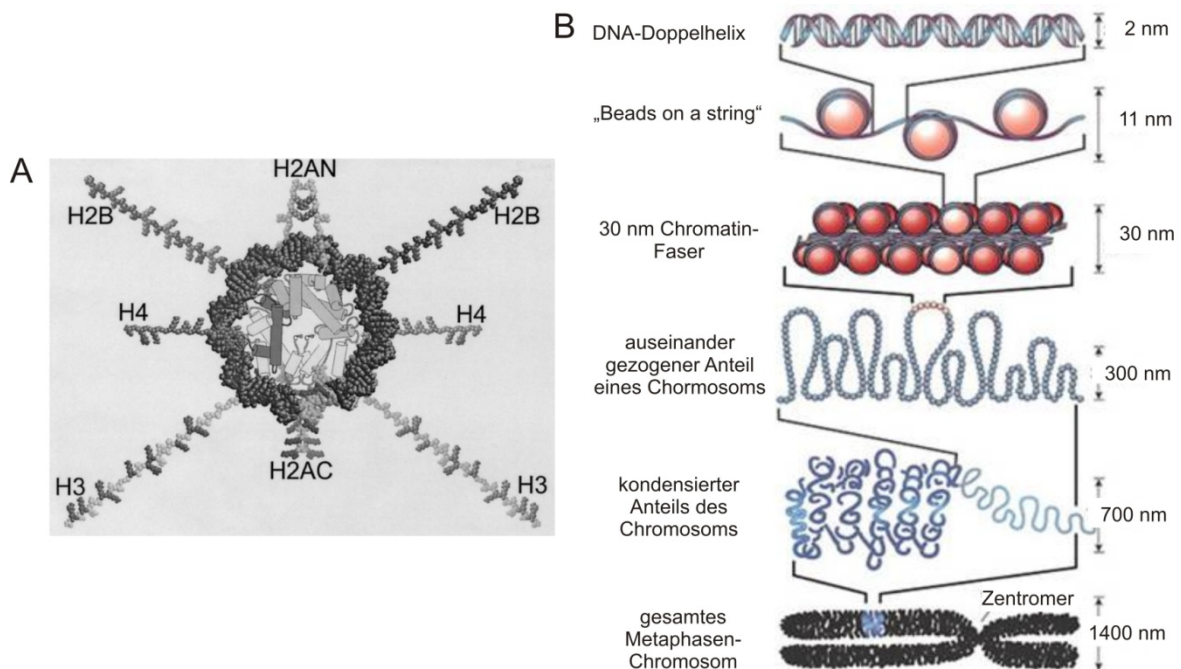 A
H2AN
H2B
H2B
H4
H4
H2AC
H3
H3
B
DNA-Doppelhelix
2 nm
„Beads on a string“
11 nm
30 nm Chromatin-
Faser
30 nm
auseinander
gezogener Anteil
eines Chormosoms
300 nm
kondensierter
Anteils des
Chromosoms
700 nm
Zentromer
gesamtes
Metaphasen-
Chromosom
1400 nm